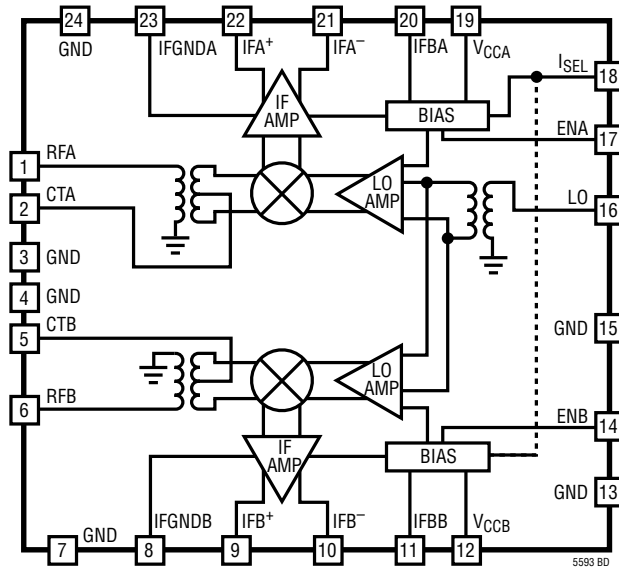 24 23 22 21 20 19
GND IFGNDA IFA+ IFA– IFBA VCCA
ISEL 18
IF AMP
BIAS
ENA 17
1 RFA
LO AMP
2 CTA
LO 16
3 GND
4 GND
5 CTB
GND 15
LO AMP
6 RFB
ENB 14
IF AMP
BIAS
GND 13
GND IFGNDB IFB+ IFB– IFBB VCCB
7 8 9 10 11 12
5593 BD